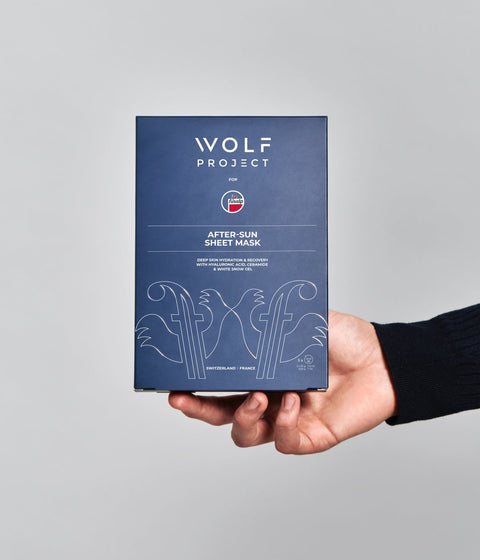 WOLF
PROJECT
FOR
AFTER-SUN
SHEET MASK
DEEP SKIN HYDRATION & RECOVERY
WITH HYALURONIC ACID, CERAMIDE
& WHITE SNOW GEL
SWITZERLAND | FRANCE